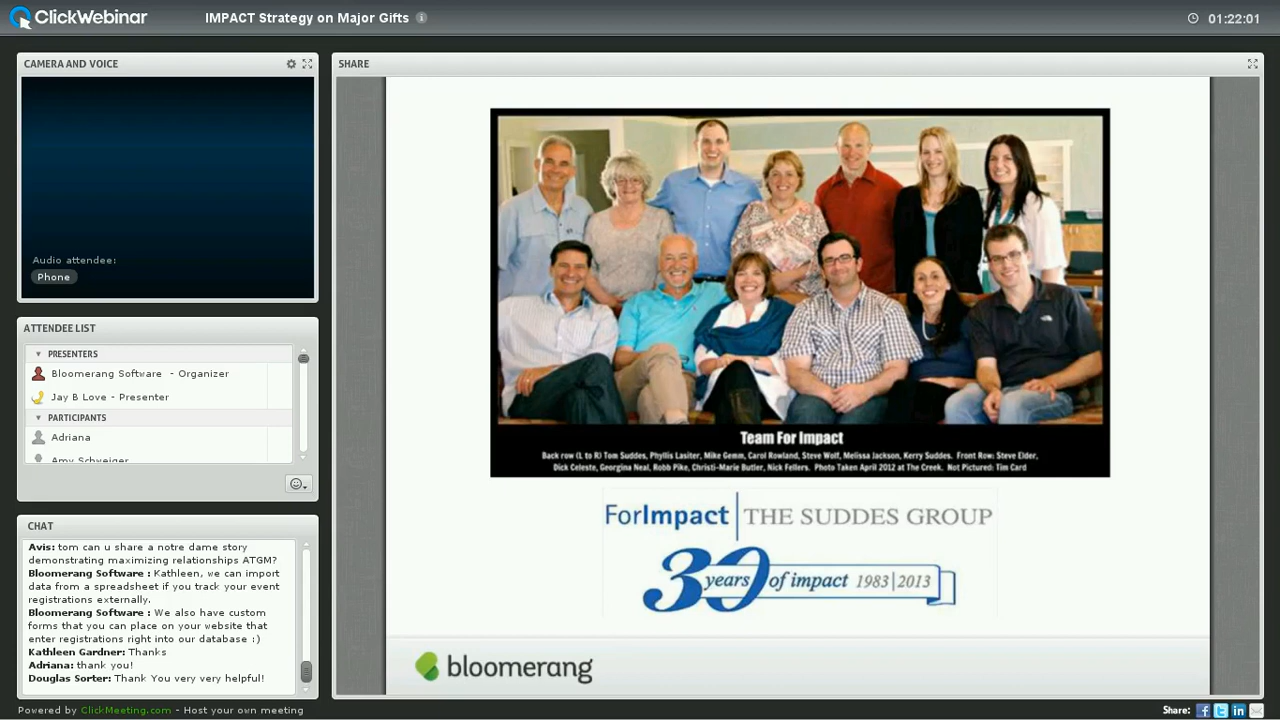 ClickWebinar
IMPACT Strategy on Major Gifts
01:22:01
CAMERA AND VOICE
Audio attendee:
Phone
ATTENDEE LIST
PRESENTERS
Bloomerang Software - Organizer
Jay B Love - Presenter
PARTICIPANTS
Adriana
Amy Schweiger
CHAT
Avis: tom can u share a notre dame story
demonstrating maximizing relationships ATGM?
Bloomerang Software : Kathleen, we can import
data from a spreadsheet if you track your event
registrations externally.
Bloomerang Software : We also have custom
forms that you can place on your website that
enter registrations right into our database :)
Kathleen Gardner: Thanks
Adriana: thank you!
Douglas Sorter: Thank You very very helpful!
SHARE
Team For Impact
Back row (L to R) Tom Suddes, Phyllis Lasiter, Mike Gemm, Carol Rowland, Steve Wolf, Melissa Jackson, Kerry Suddes. Front Row: Steve Elder,
Dick Celeste, Georgina Neal, Robb Pike, Christi-Marie Butler, Nick Fellers. Photo Taken April 2012 at The Creek. Not Pictured: Tim Card
ForImpact | THE SUDDES GROUP
30 years of impact 1983|2013
bloomerang
Powered by ClickMeeting.com - Host your own meeting
Share: